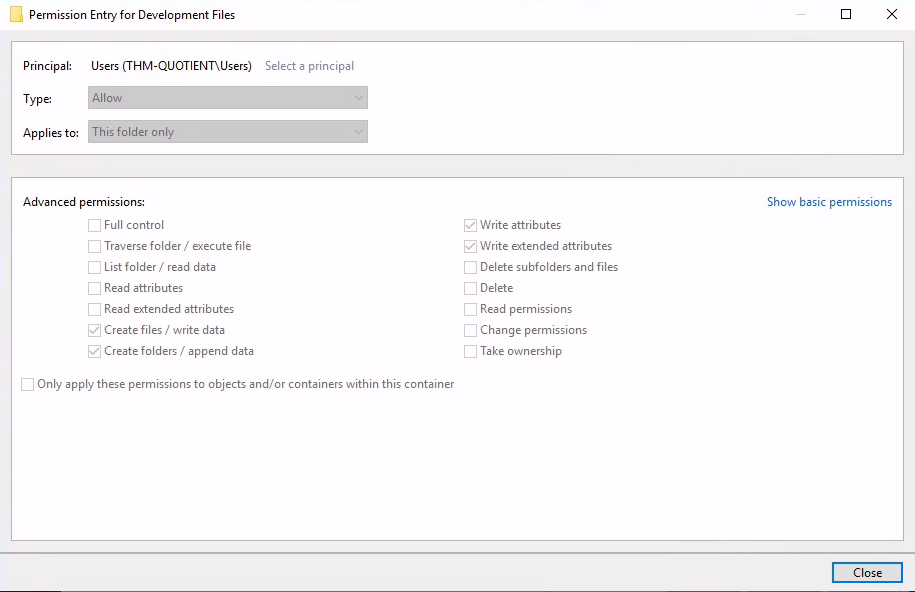 Permission Entry for Development Files
Principal: Users (THM-QUOTIENT\Users) Select a principal
Type: Allow
Applies to: This folder only
Advanced permissions: Show basic permissions
Full control
Traverse folder / execute file
List folder / read data
Read attributes
Read extended attributes
Create files / write data
Create folders / append data
Write attributes
Write extended attributes
Delete subfolders and files
Delete
Read permissions
Change permissions
Take ownership
Only apply these permissions to objects and/or containers within this container
Close